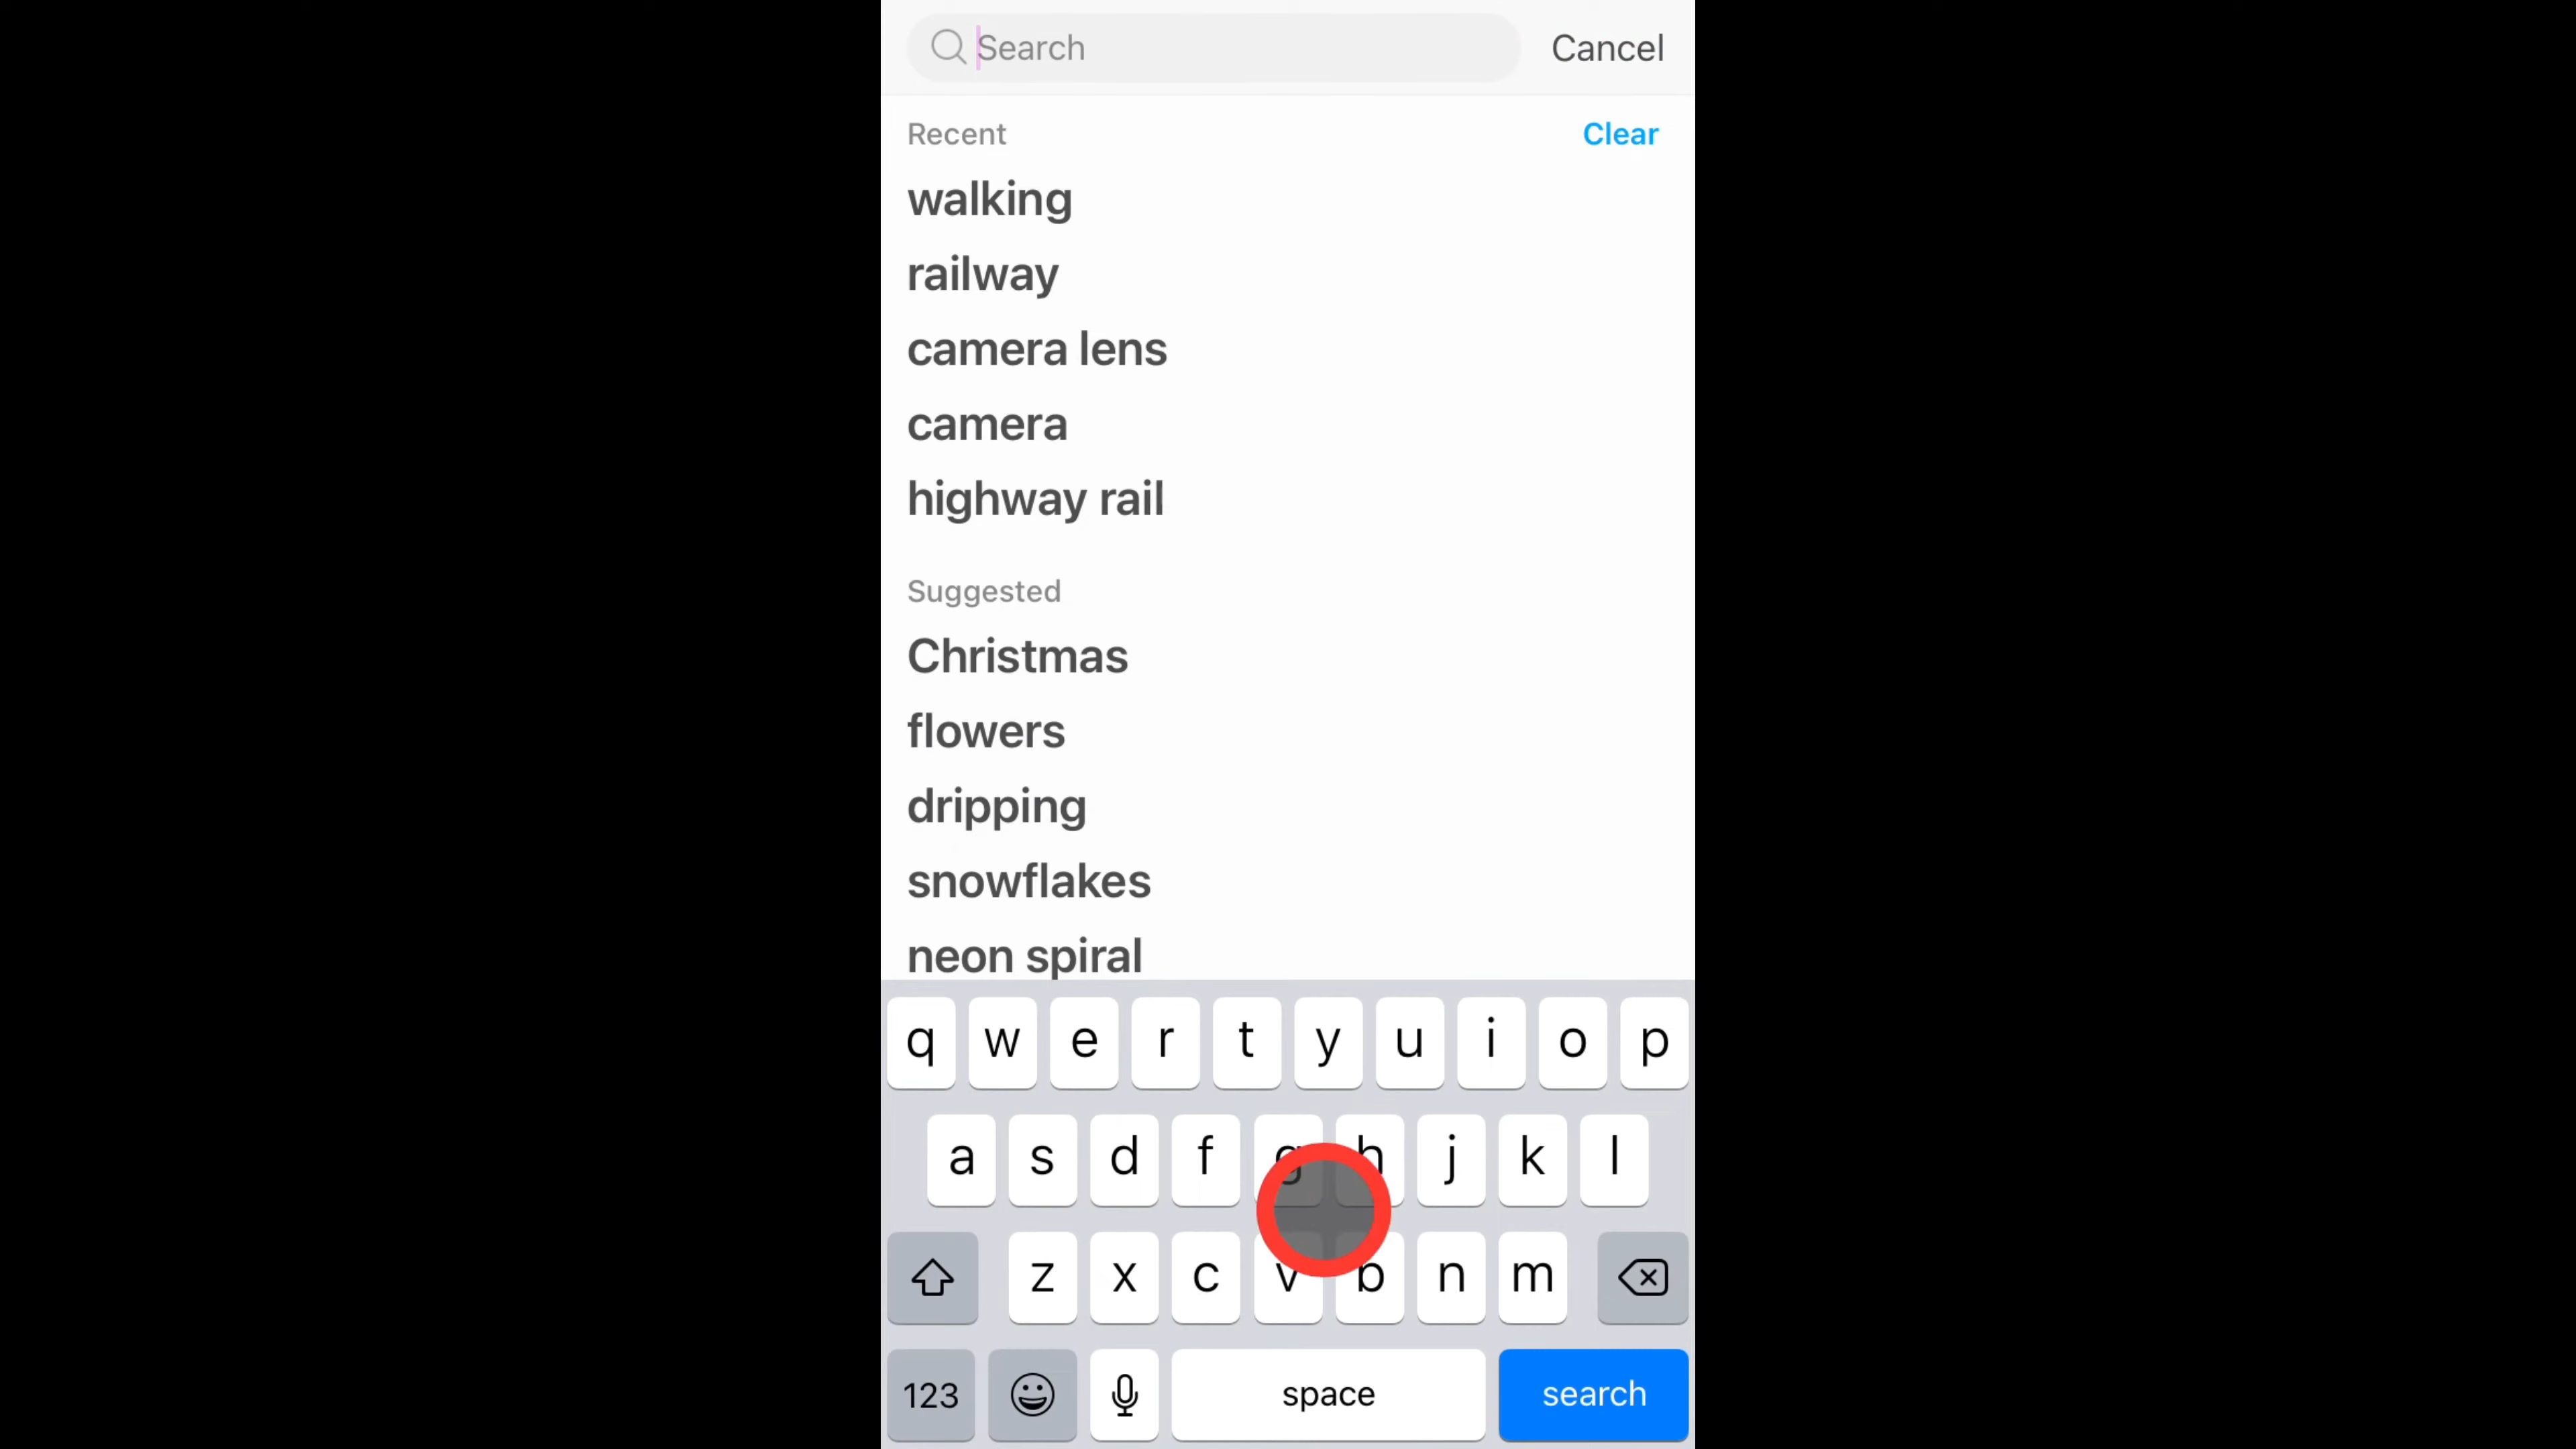 Search Cancel
Recent Clear
walking
railway
camera lens
camera
highway rail
Suggested
Christmas
flowers
dripping
snowflakes
neon spiral
q w e r t y u i o p
a s d f g h j k l
z x c v b n m
123 space search